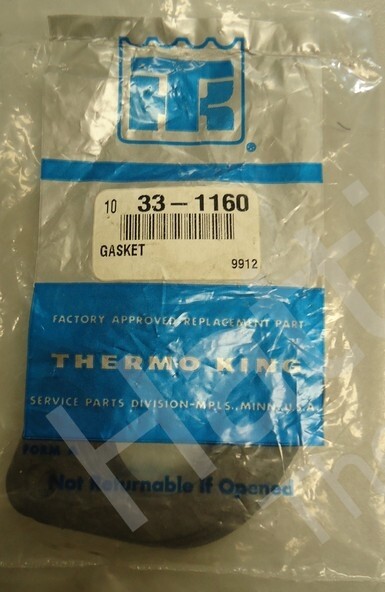 TK
®
10 33-1160
GASKET
9912
FACTORY APPROVED REPLACEMENT PART
THERMO KING
SERVICE PARTS DIVISION-MPLS., MINN., U.S.A.
FORM A
Not Returnable If Opened